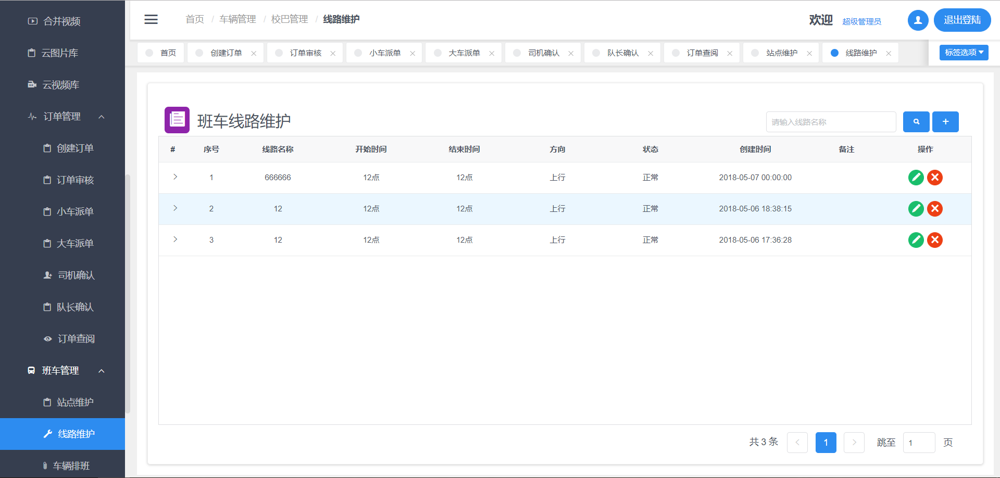 合并视频
云图片库
云视频库
订单管理
创建订单
订单审核
小车派单
大车派单
司机确认
队长确认
订单查阅
班车管理
站点维护
线路维护
车辆排班
首页 / 车辆管理 / 校巴管理 / 线路维护
欢迎 超级管理员 退出登陆
首页 创建订单 订单审核 小车派单 大车派单 司机确认 队长确认 订单查阅 站点维护 线路维护 标签选项
班车线路维护
请输入线路名称
# 序号 线路名称 开始时间 结束时间 方向 状态 创建时间 备注 操作
1 666666 12点 12点 上行 正常 2018-05-07 00:00:00
2 12 12点 12点 上行 正常 2018-05-06 18:38:15
3 12 12点 12点 上行 正常 2018-05-06 17:36:28
共 3 条 1 跳至 1 页